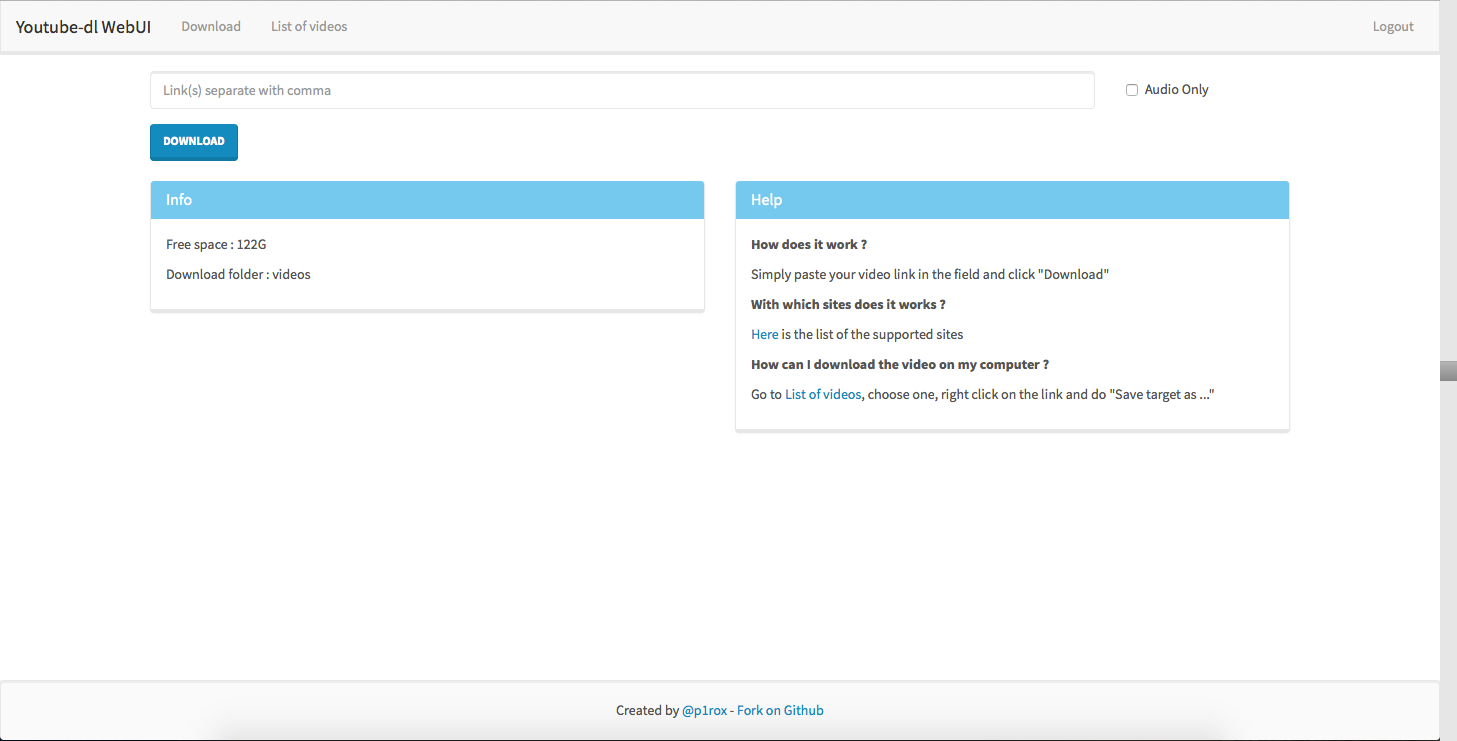 Youtube-dl WebUI Download List of videos Logout
Link(s) separate with comma Audio Only
DOWNLOAD
Info
Free space : 122G
Download folder : videos
Help
How does it work ?
Simply paste your video link in the field and click "Download"
With which sites does it works ?
Here is the list of the supported sites
How can I download the video on my computer ?
Go to List of videos, choose one, right click on the link and do "Save target as ..."
Created by @p1rox - Fork on Github